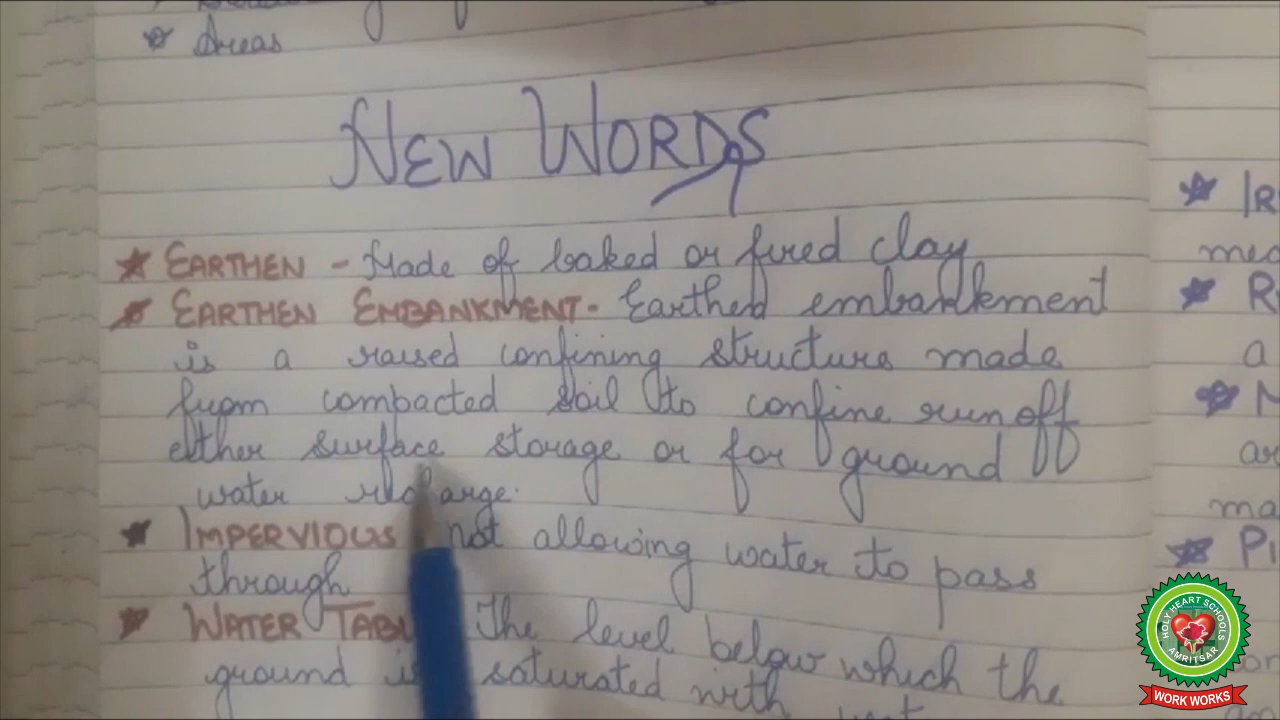 Areas
NEW WORDS
EARTHEN - Made of baked or fired clay
EARTHEN EMBANKMENT- Earthen embankment
is a raised confining structure made
from compacted soil to confine runoff
either surface storage or for ground
water recharge.
IMPERVIOUS not allowing water to pass
through
WATER The level below which the
ground is saturated with
a
HOLY HEART SCHOOLS
AMRITSAR
WORK WORKS